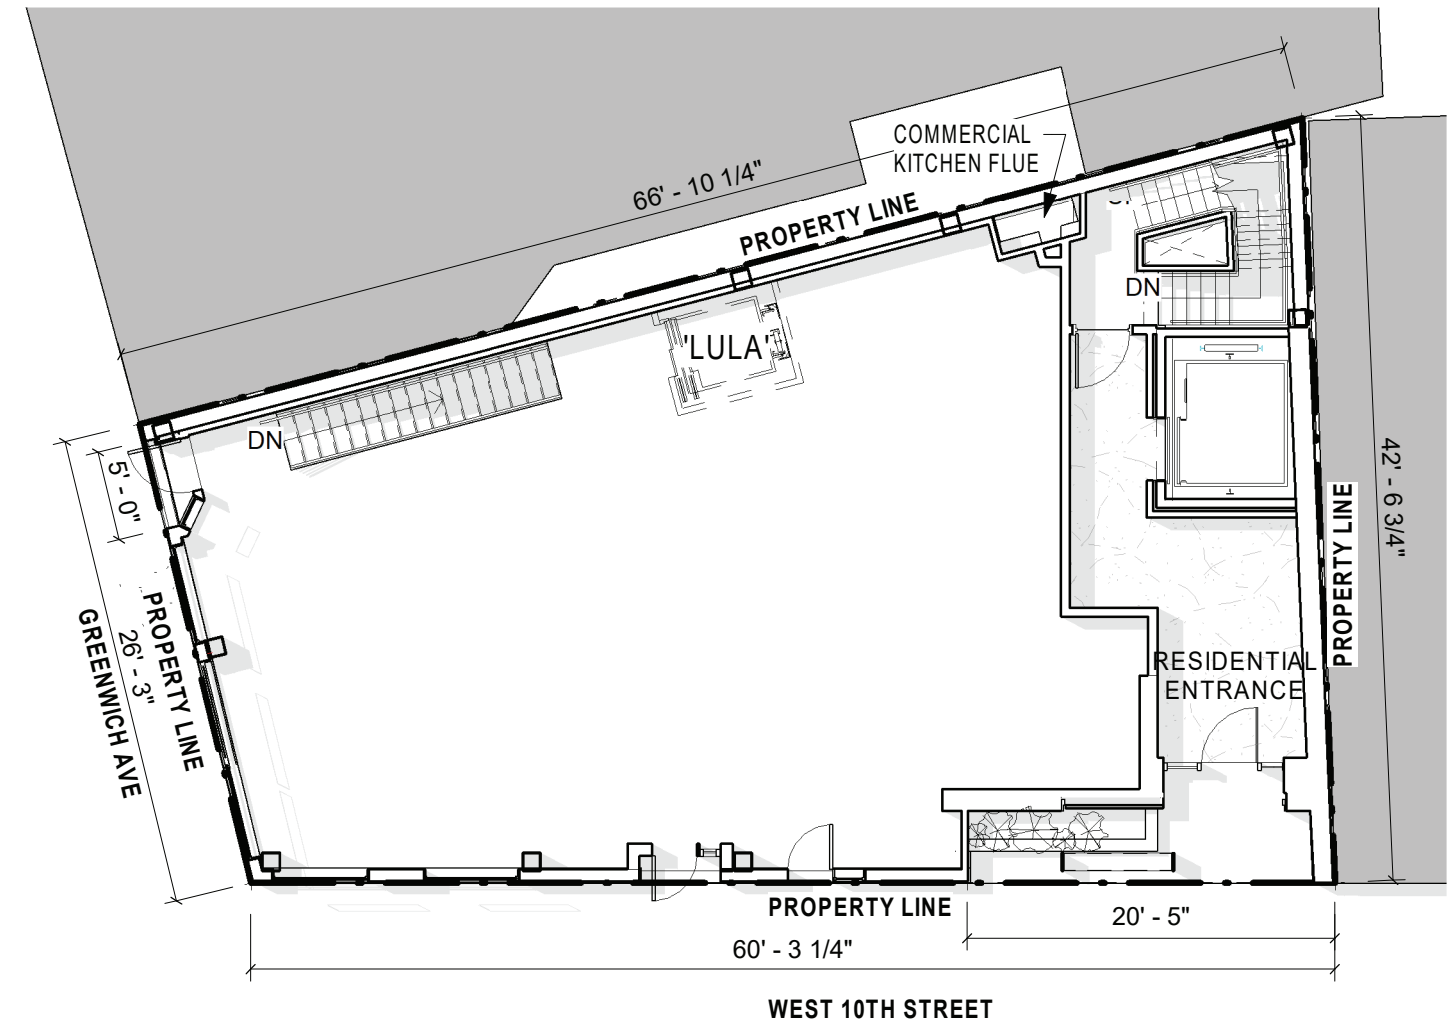 COMMERCIAL
KITCHEN FLUE
66' - 10 1/4"
PROPERTY LINE
DN
'LULA'
DN
5' - 0"
42' - 6 3/4"
PROPERTY LINE
PROPERTY LINE
26' - 3"
GREENWICH AVE
RESIDENTIAL
ENTRANCE
PROPERTY LINE
20' - 5"
60' - 3 1/4"
WEST 10TH STREET